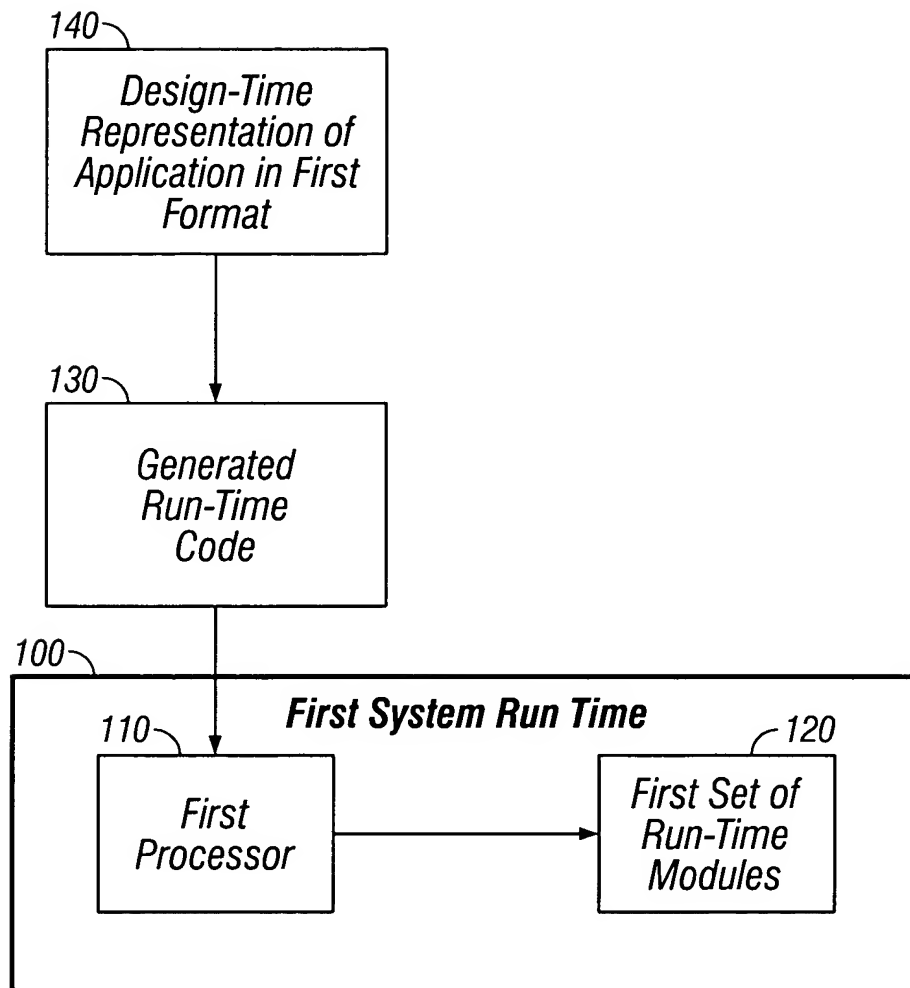 140
Design-Time
Representation of
Application in First
Format
130
Generated
Run-Time
Code
100
First System Run Time
110
First
Processor
120
First Set of
Run-Time
Modules